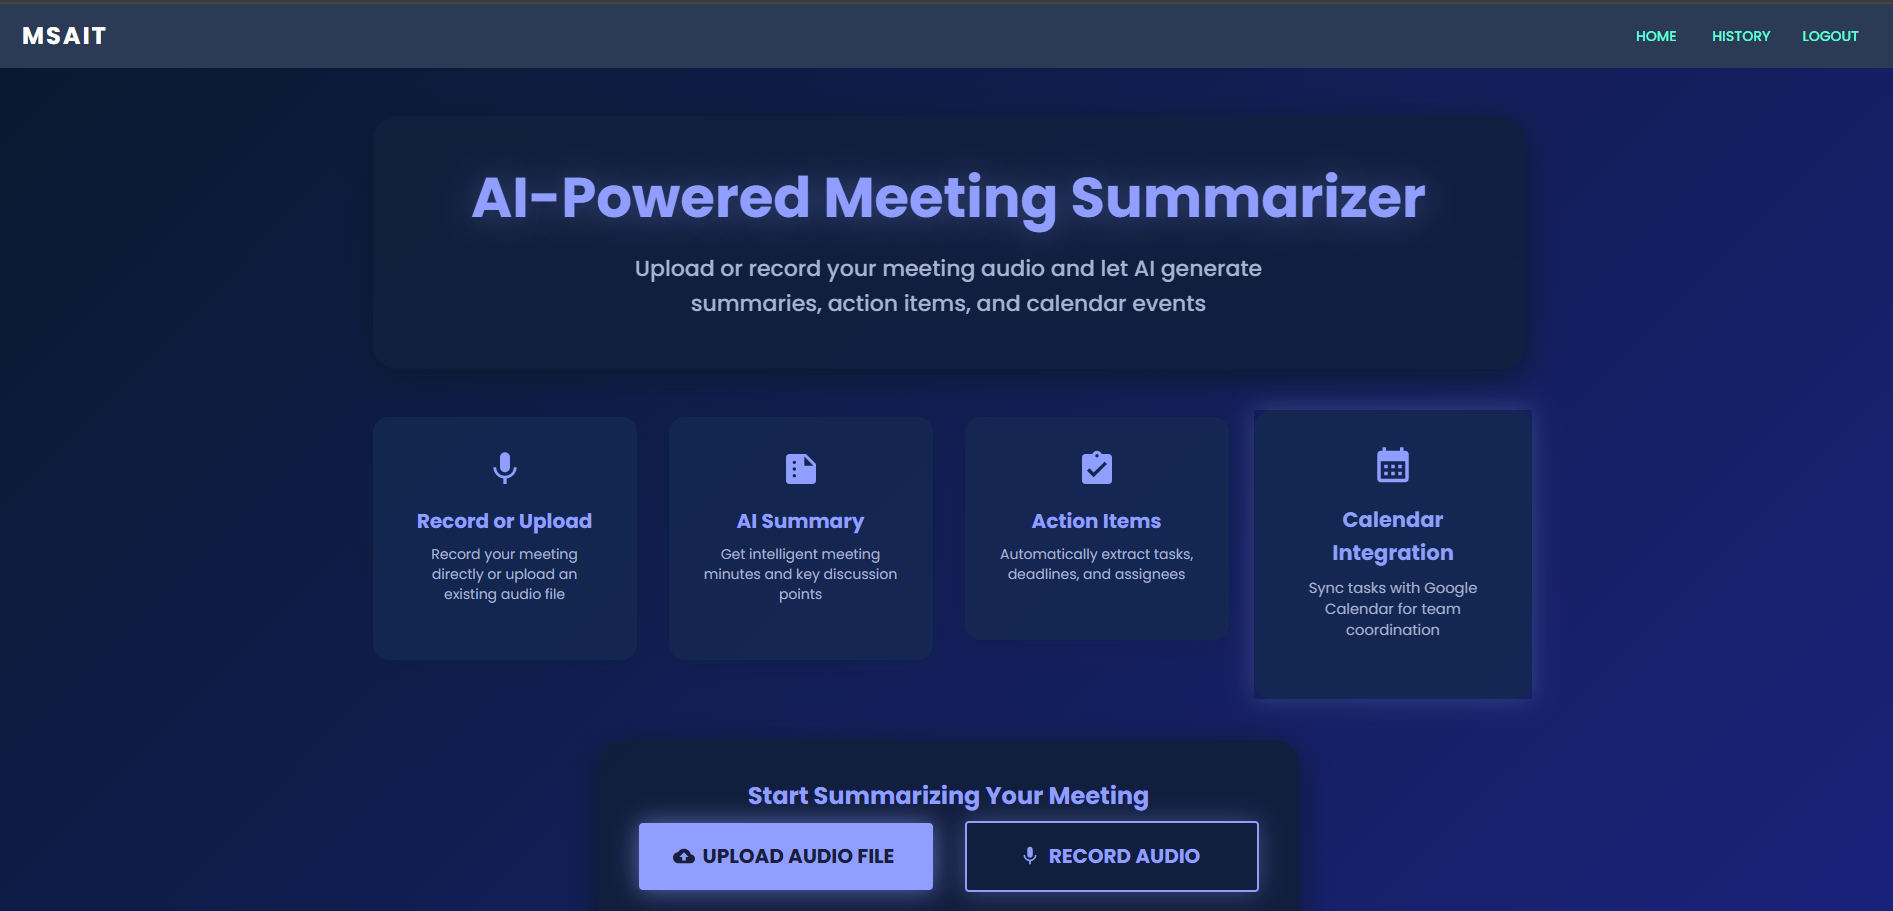 MSAIT
HOME
HISTORY
LOGOUT
AI-Powered Meeting Summarizer
Upload or record your meeting audio and let AI generate
summaries, action items, and calendar events
Record or Upload
Record your meeting
directly or upload an
existing audio file
AI Summary
Get intelligent meeting
minutes and key discussion
points
Action Items
Automatically extract tasks,
deadlines, and assignees
Calendar
Integration
Sync tasks with Google
Calendar for team
coordination
Start Summarizing Your Meeting
UPLOAD AUDIO FILE
RECORD AUDIO